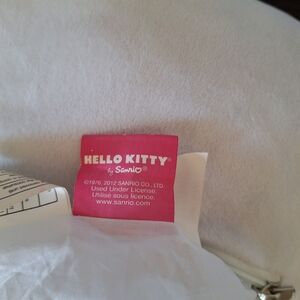 HELLO KITTY®
by Sanrio®
©1976, 2012 SANRIO CO., LTD.
Used Under License.
Utilisé sous licence.
www.sanrio.com